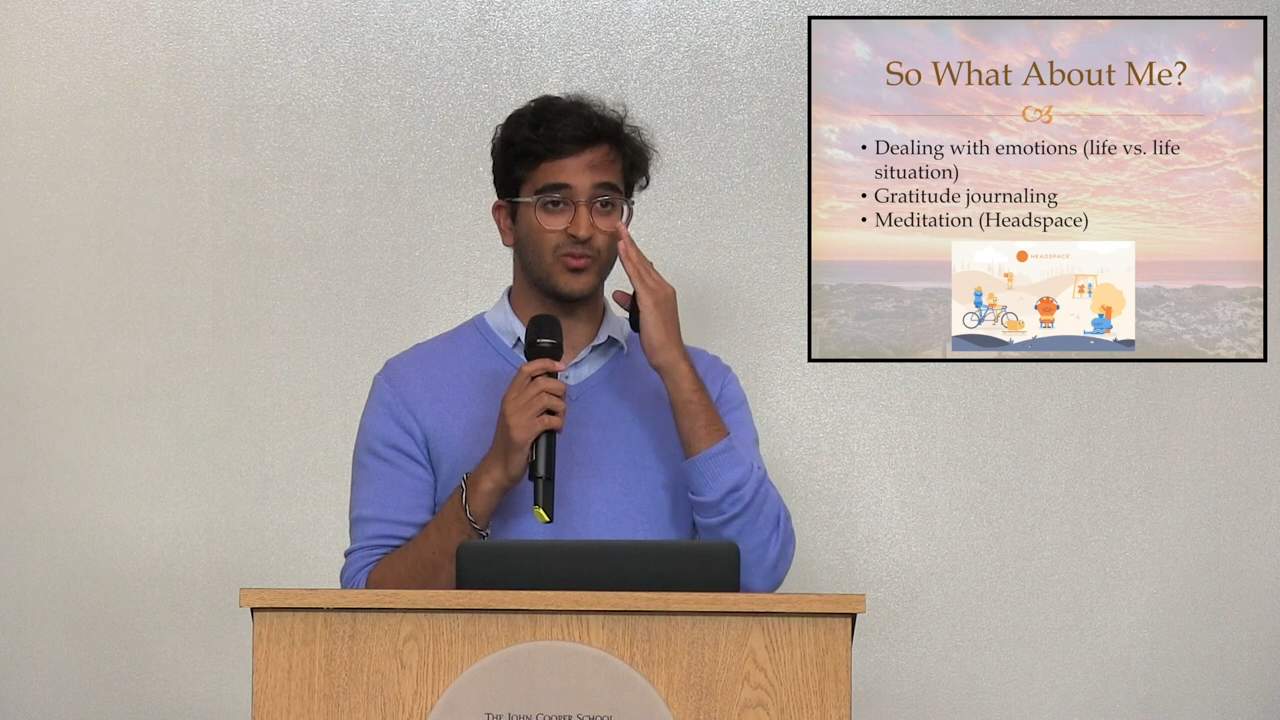 So What About Me?
• Dealing with emotions (life vs. life
situation)
• Gratitude journaling
• Meditation (Headspace)
HEADSPACE
THE JOHN COOPER SCHOOL